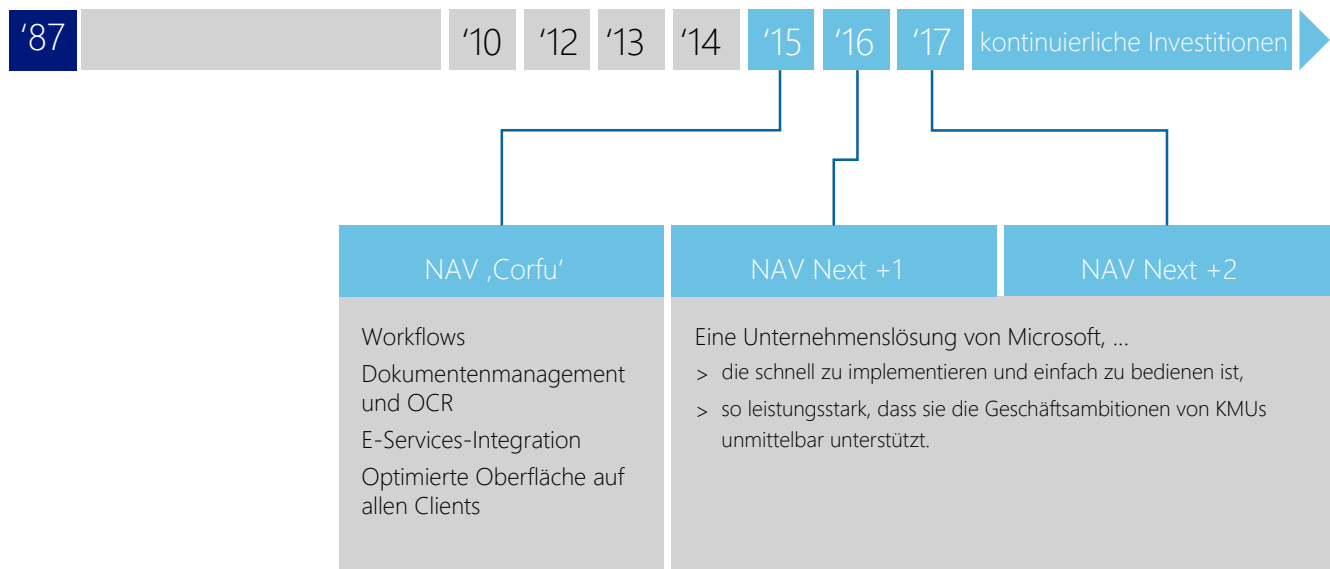 ‘87 ‘10 ‘12 ‘13 ‘14 ‘15 ‘16 ‘17 kontinuierliche Investitionen
NAV ‚Corfu‘
Workflows
Dokumentenmanagement
und OCR
E-Services-Integration
Optimierte Oberfläche auf
allen Clients
NAV Next +1
NAV Next +2
Eine Unternehmenslösung von Microsoft, ...
> die schnell zu implementieren und einfach zu bedienen ist,
> so leistungsstark, dass sie die Geschäftsambitionen von KMUs
unmittelbar unterstützt.